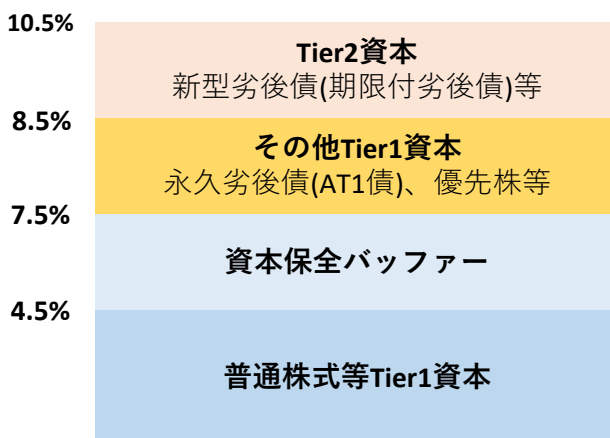 10.5%
Tier2資本
新型劣後債(期限付劣後債)等
8.5%
その他Tier1資本
永久劣後債(AT1債)、優先株等
7.5%
資本保全バッファー
4.5%
普通株式等Tier1資本